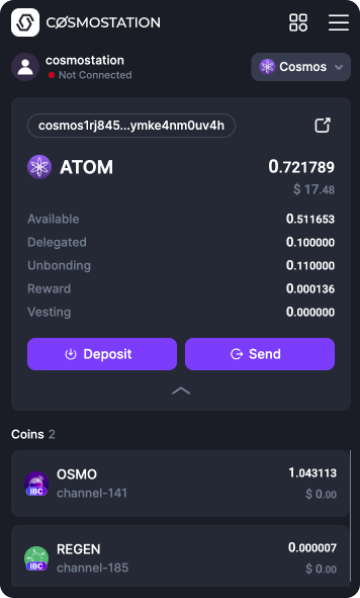 COSMOSTATION
cosmostation
Not Connected
Cosmos
cosmos1rj845...ymke4nm0uv4h
ATOM 0.721789
$ 17.48
Available 0.511653
Delegated 0.100000
Unbonding 0.110000
Reward 0.000136
Vesting 0.000000
Deposit Send
Coins 2
OSMO 1.043113
IBC channel-141 $ 0.00
REGEN 0.000007
IBC channel-185 $ 0.00